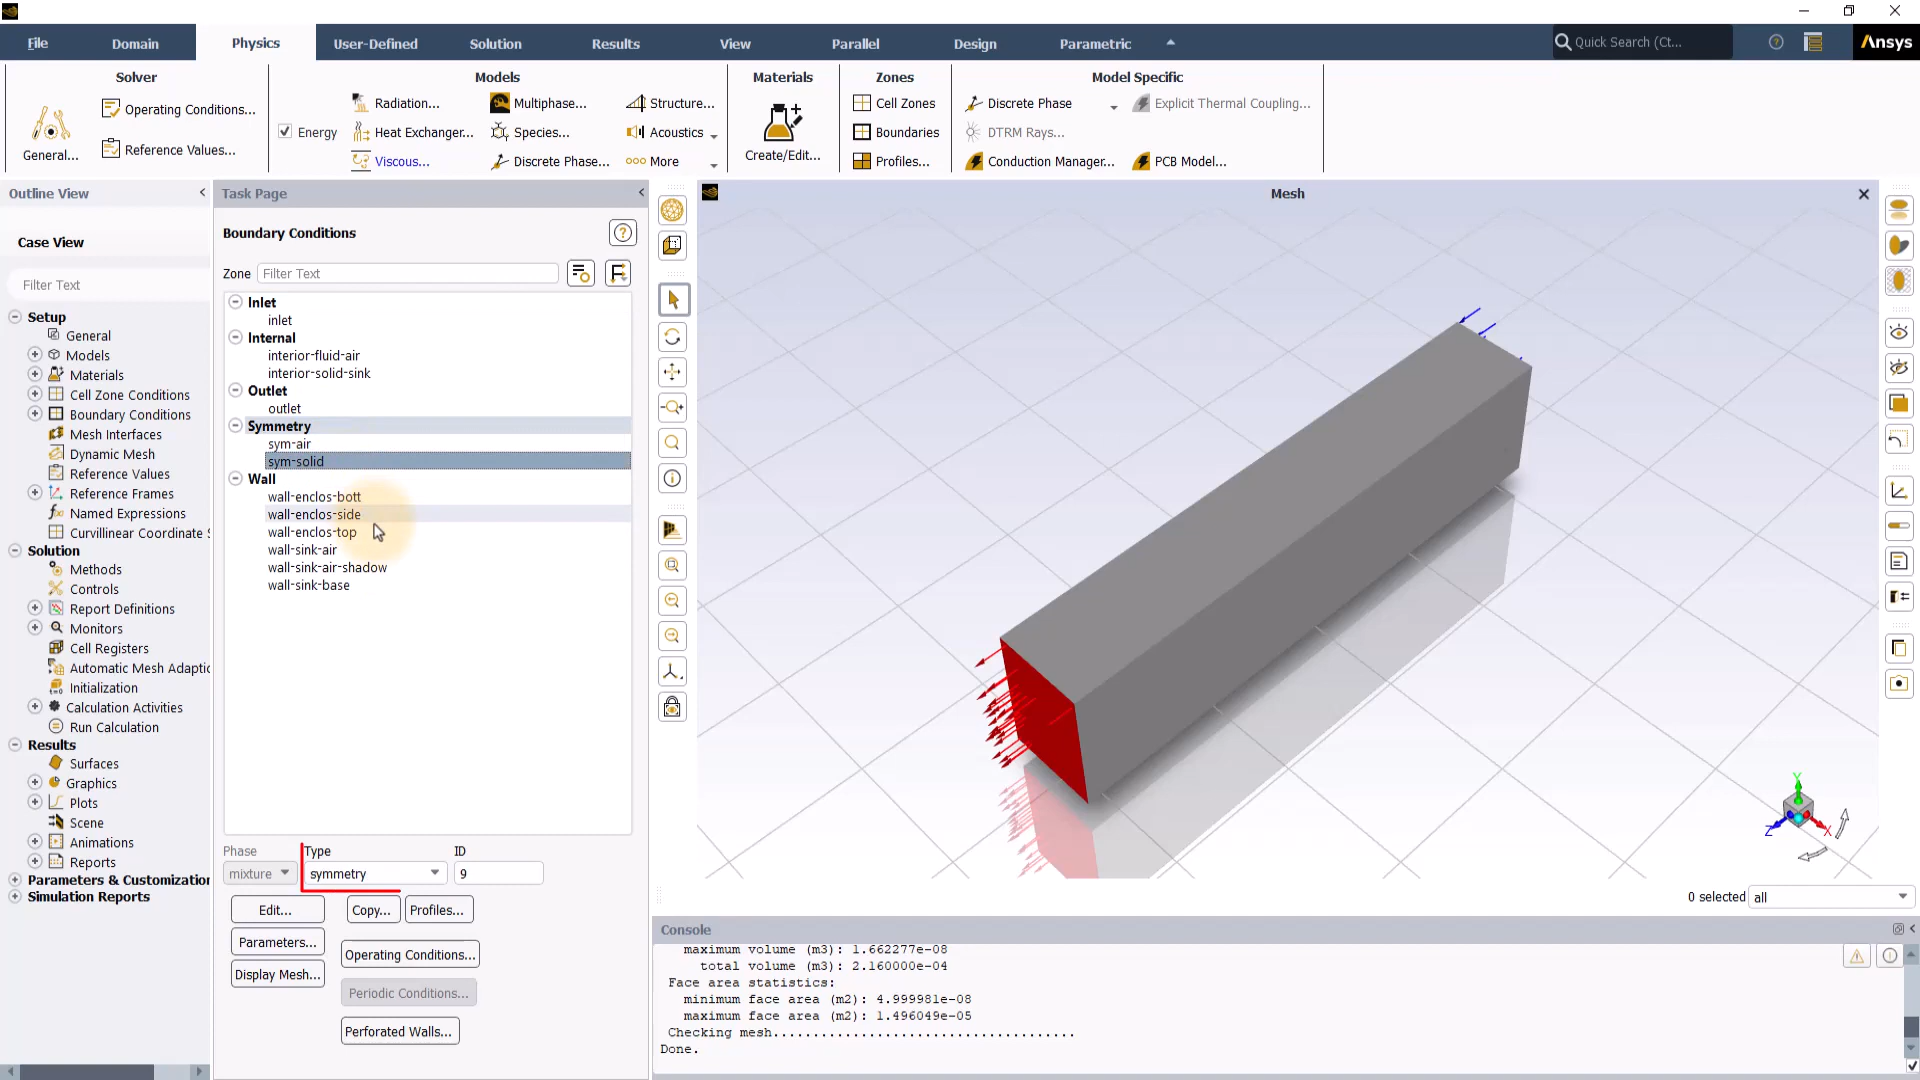 File
Domain
Physics
User-Defined
Solution
Results
View
Parallel
Design
Parametric
Quick Search (Ct...
Ansys
Solver
General...
Operating Conditions...
Reference Values...
Models
Energy
Radiation...
Heat Exchanger...
Viscous...
Multiphase...
Species...
Discrete Phase...
Structure...
Acoustics
More
Materials
Create/Edit...
Zones
Cell Zones
Boundaries
Profiles...
Model Specific
Discrete Phase
DTRM Rays...
Conduction Manager...
Explicit Thermal Coupling...
PCB Model...
Outline View
Case View
Filter Text
Setup
General
Models
Materials
Cell Zone Conditions
Boundary Conditions
Mesh Interfaces
Dynamic Mesh
Reference Values
Reference Frames
Named Expressions
Curvillinear Coordinate S
Solution
Methods
Controls
Report Definitions
Monitors
Cell Registers
Automatic Mesh Adaptio
Initialization
Calculation Activities
Run Calculation
Results
Surfaces
Graphics
Plots
Scene
Animations
Reports
Parameters & Customization
Simulation Reports
Task Page
Boundary Conditions
Zone
Filter Text
Inlet
inlet
Internal
interior-fluid-air
interior-solid-sink
Outlet
outlet
Symmetry
sym-air
sym-solid
Wall
wall-enclos-bott
wall-enclos-side
wall-enclos-top
wall-sink-air
wall-sink-air-shadow
wall-sink-base
Phase
Type
ID
mixture
symmetry
9
Edit...
Copy...
Profiles...
Parameters...
Operating Conditions...
Display Mesh...
Periodic Conditions...
Perforated Walls...
Mesh
Y
Z
X
0 selected
all
Console
maximum volume (m3): 1.662277e-08
total volume (m3): 2.160000e-04
Face area statistics:
minimum face area (m2): 4.999981e-08
maximum face area (m2): 1.496049e-05
Checking mesh.....................................
Done.